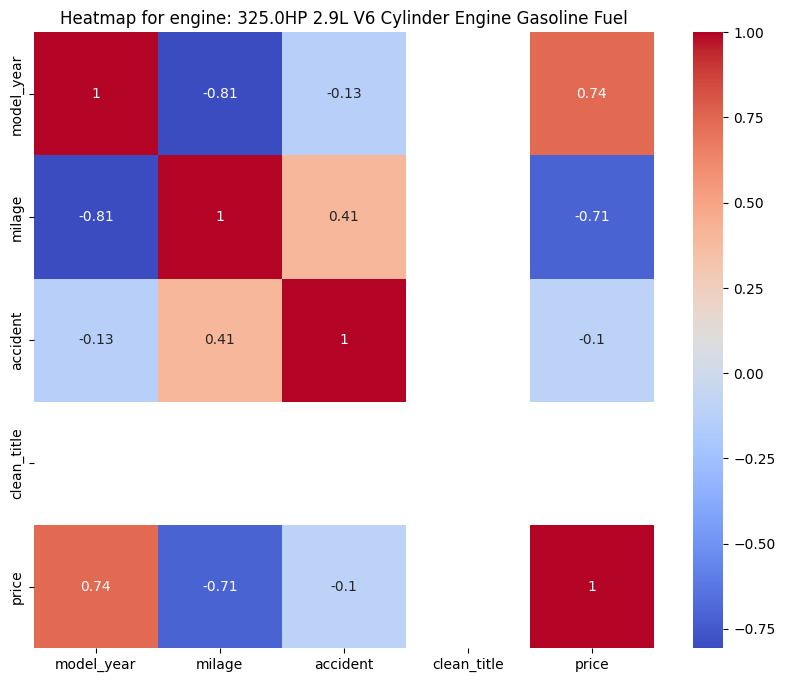 Heatmap for engine: 325.0HP 2.9L V6 Cylinder Engine Gasoline Fuel
model_year
1
-0.81
-0.13
0.74
milage
-0.81
1
0.41
-0.71
accident
-0.13
0.41
1
-0.1
clean_title
price
0.74
-0.71
-0.1
1
model_year
milage
accident
clean_title
price
1.00
0.75
0.50
0.25
0.00
−0.25
−0.50
−0.75